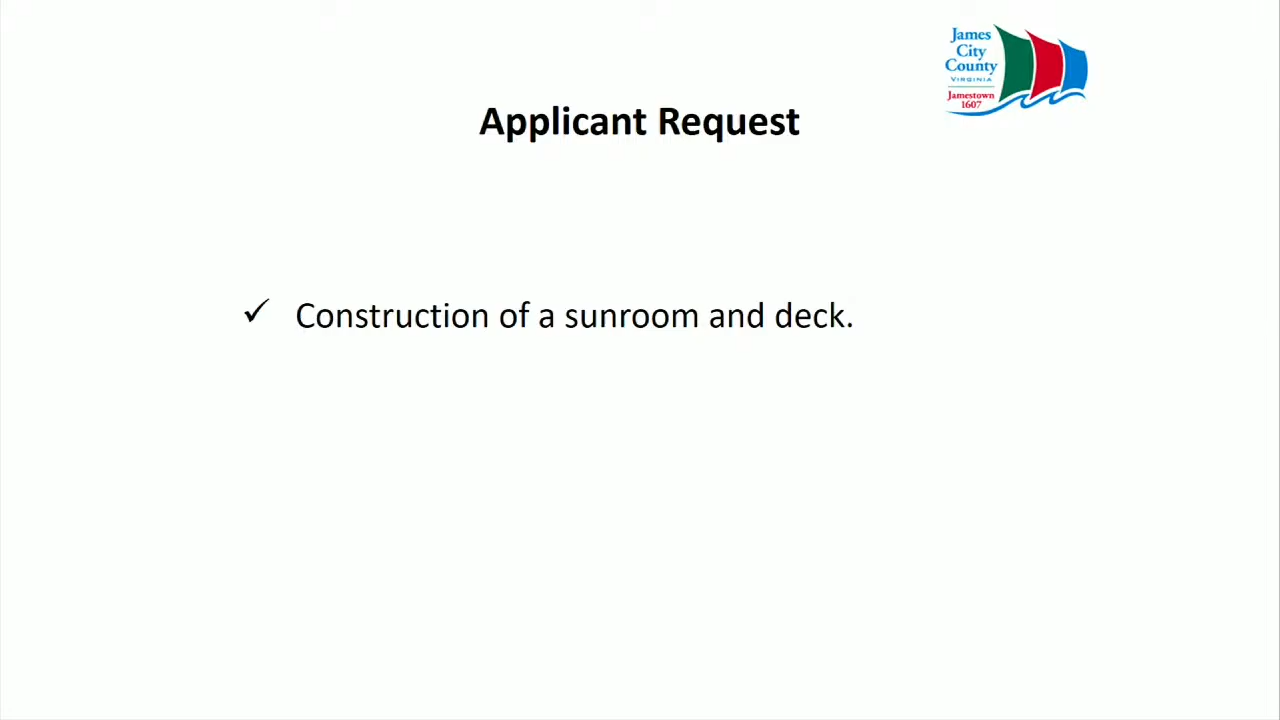 James
City
County
VIRGINIA
Jamestown
1607
Applicant Request
✓ Construction of a sunroom and deck.